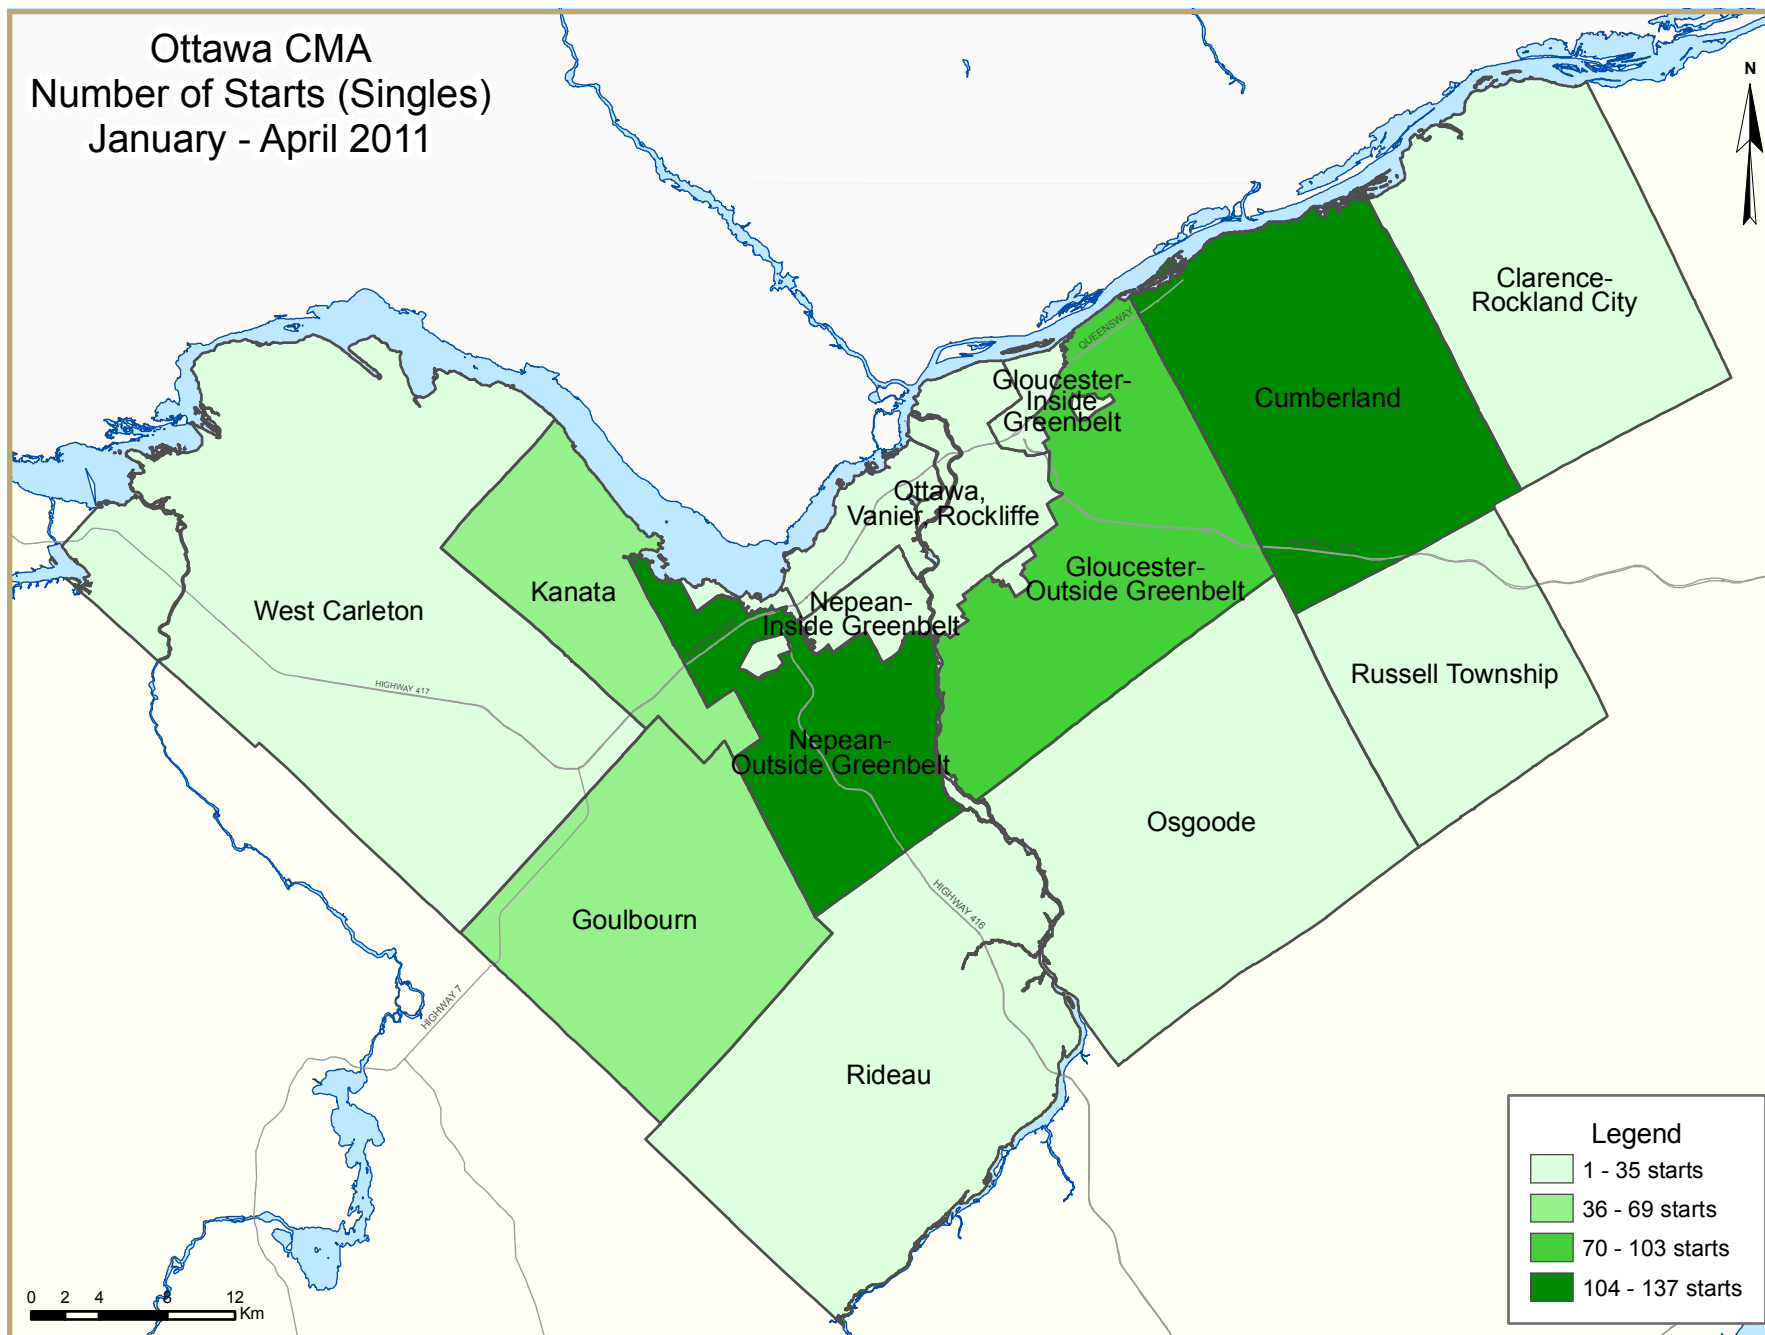 Ottawa CMA
Number of Starts (Singles)
January - April 2011
N
Clarence-
Rockland City
QUEENSWAY
Gloucester-
Inside
Greenbelt
Cumberland
Ottawa,
Vanier, Rockliffe
Gloucester-
Outside Greenbelt
Kanata
Nepean-
Inside Greenbelt
West Carleton
HIGHWAY 417
Russell Township
Nepean-
Outside Greenbelt
Osgoode
Goulbourn
HIGHWAY 416
HIGHWAY 7
Rideau
Legend
1 - 35 starts
36 - 69 starts
70 - 103 starts
104 - 137 starts
0 2 4 8 12
Km